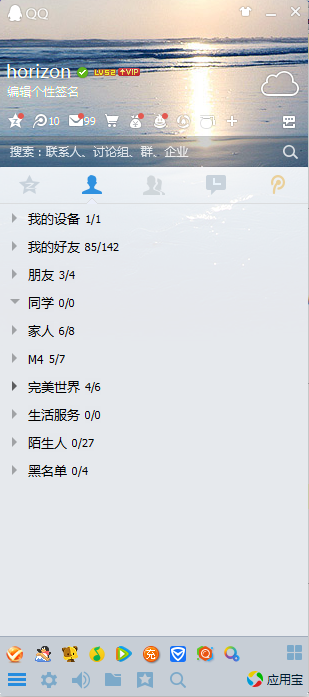 QQ
horizon LV52 VIP
编辑个性签名
10 99
搜索：联系人、讨论组、群、企业
我的设备 1/1
我的好友 85/142
朋友 3/4
同学 0/0
家人 6/8
M4 5/7
完美世界 4/6
生活服务 0/0
陌生人 0/27
黑名单 0/4
应用宝